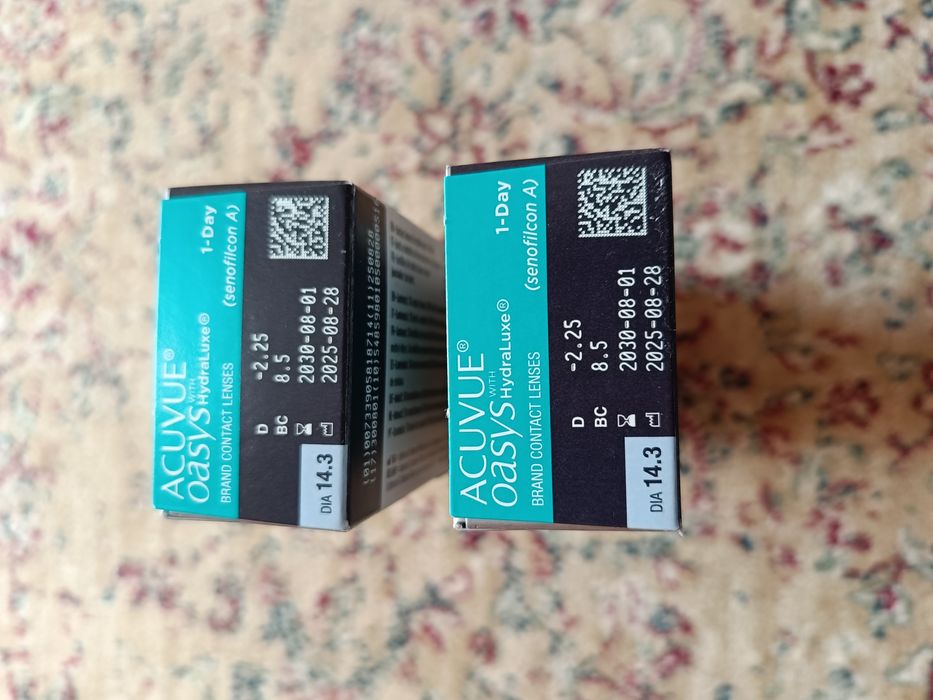 ACUVUE®
OASYS WITH
HydraLuxe® 1-Day
BRAND CONTACT LENSES (senofilcon A)
D -2.25
BC 8.5
2030-08-01
2025-08-28
DIA 14.3
ACUVUE®
OASYS WITH
HydraLuxe® 1-Day
BRAND CONTACT LENSES (senofilcon A)
D -2.25
BC 8.5
2030-08-01
2025-08-28
DIA 14.3